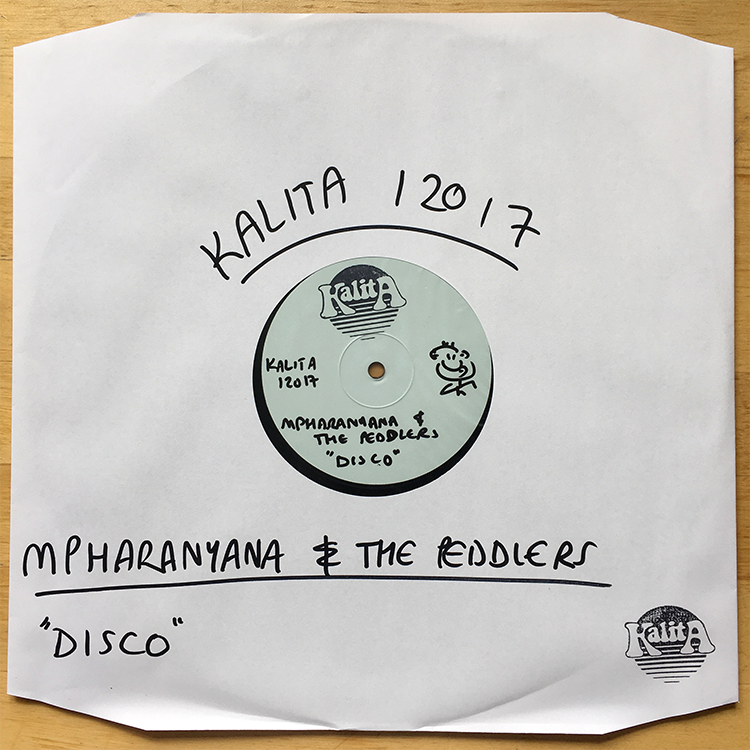 KALITA 12017
KalitA
KALITA
12017
MPHARANYANA &
THE PEDDLERS
"DISCO"
MPHARANYANA & THE PEDDLERS
"DISCO"
KalitA